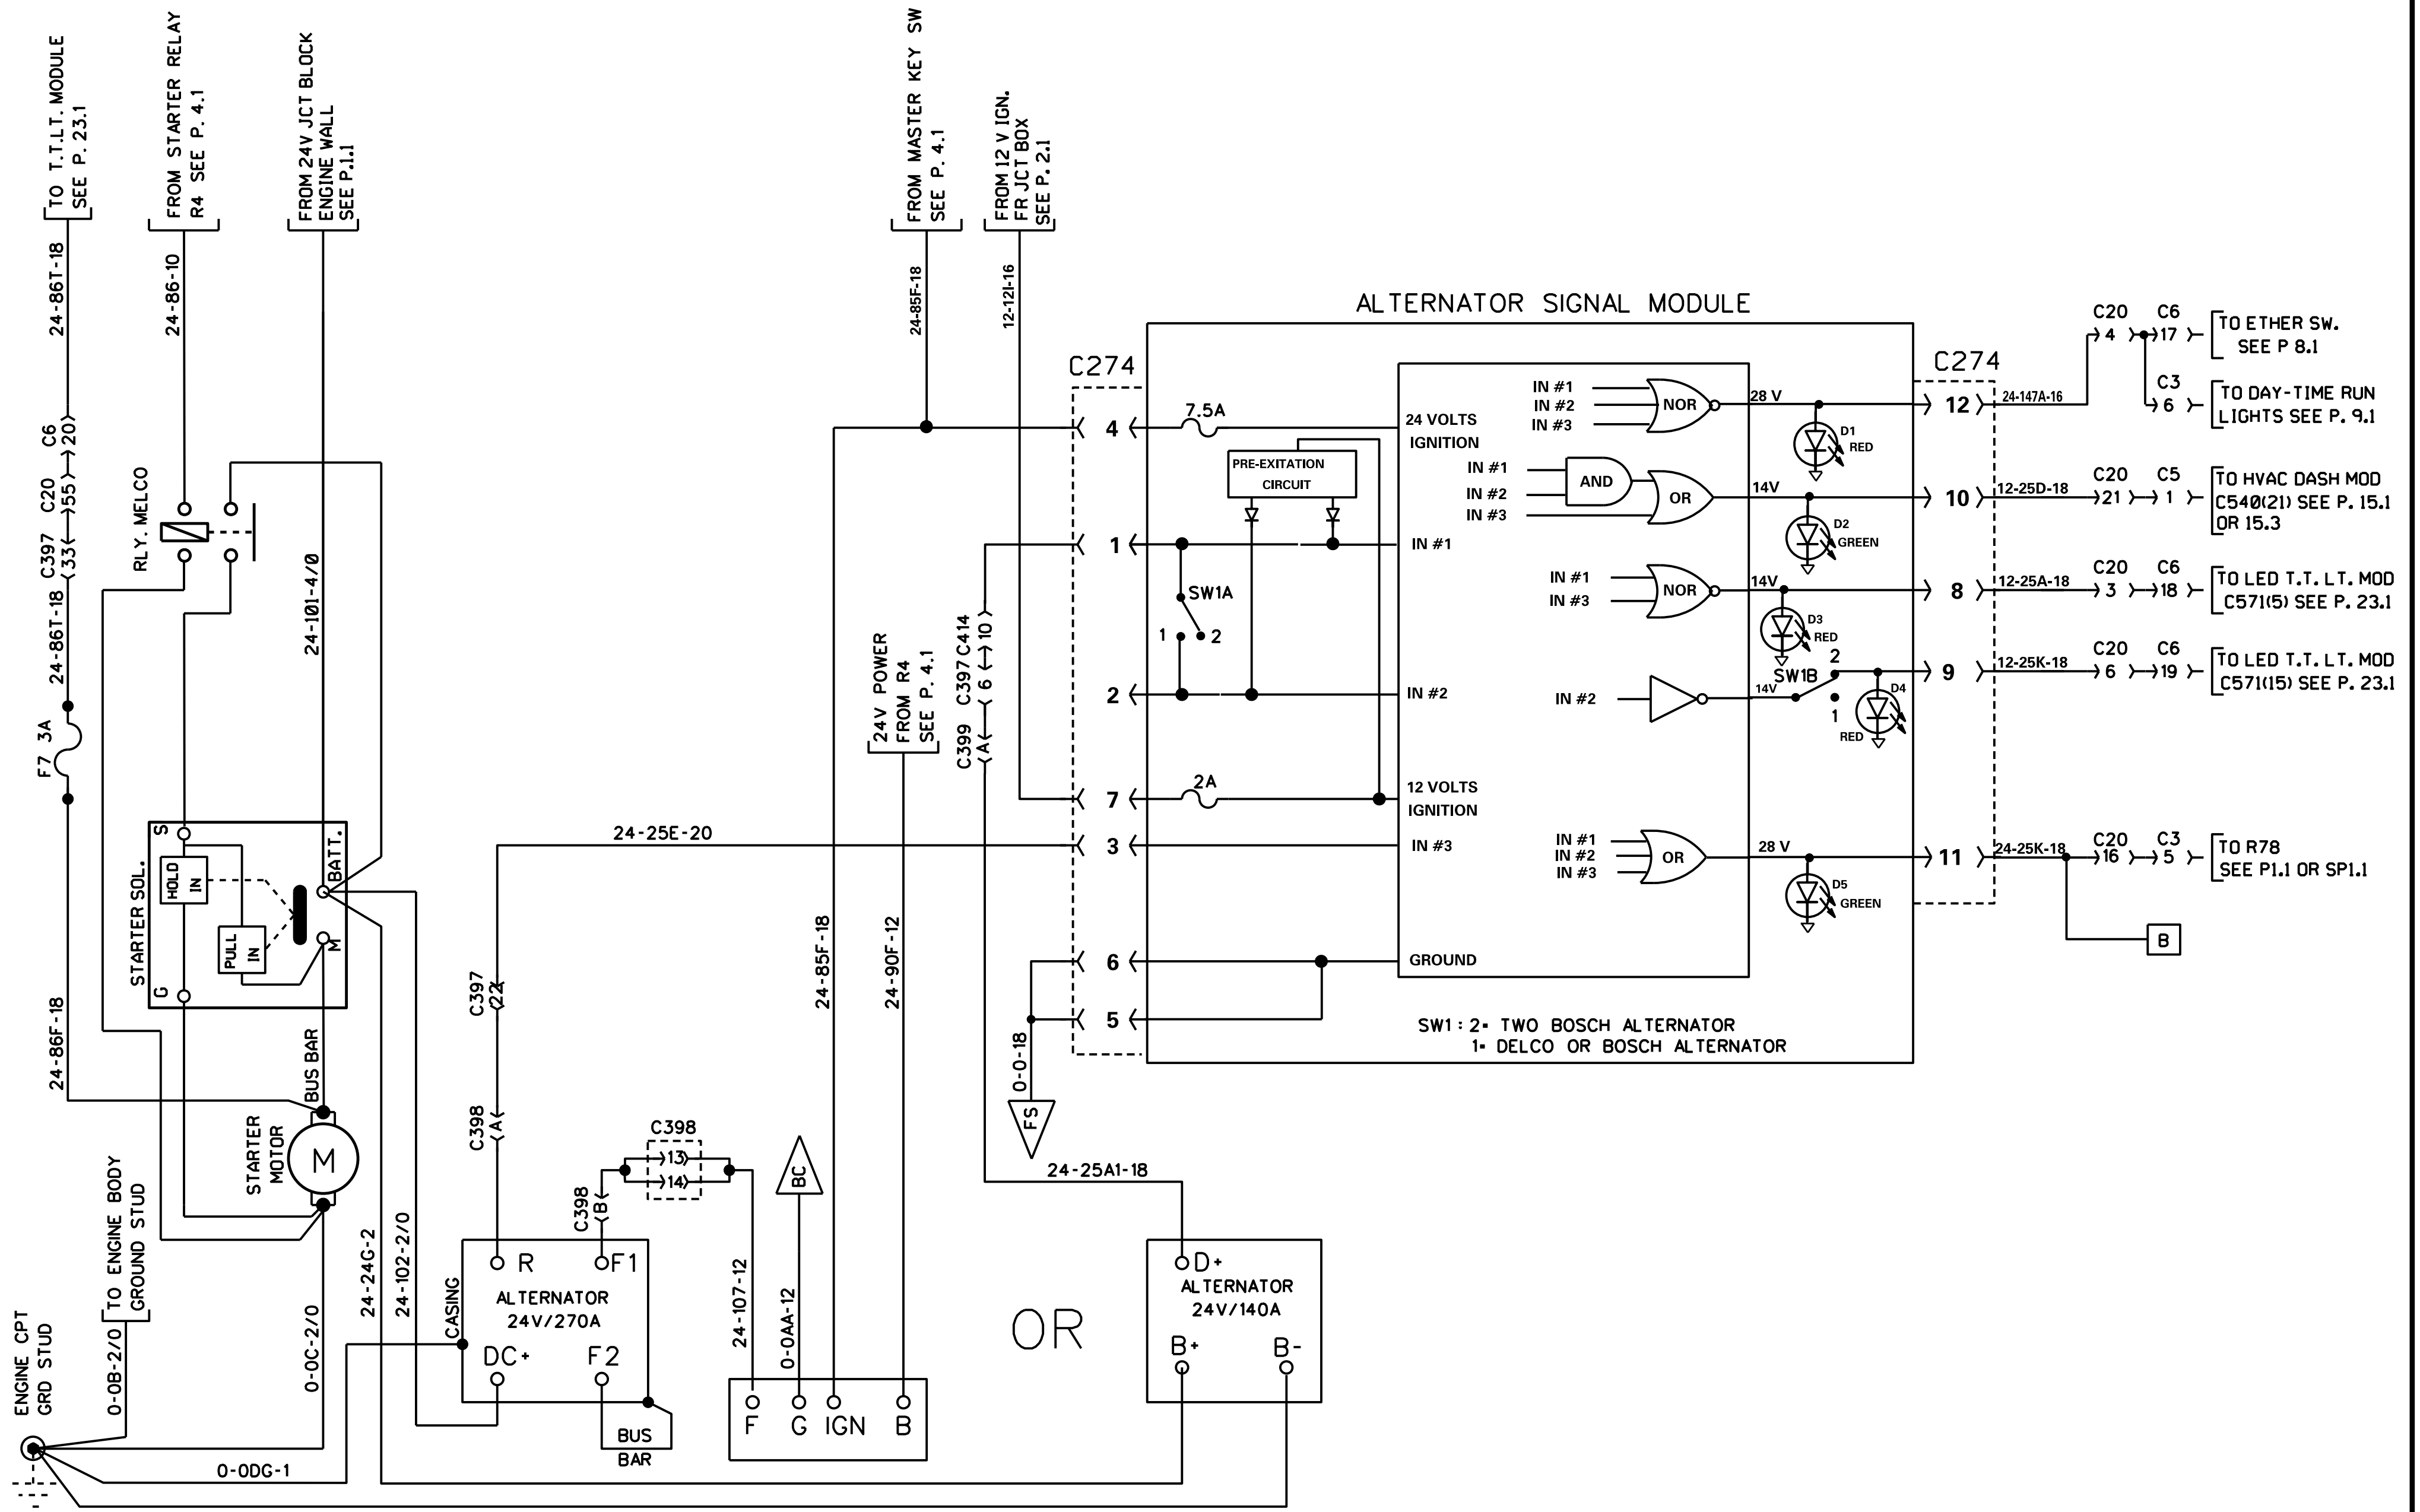 TO T.T.LT. MODULE
SEE P. 23.1
FROM STARTER RELAY
R4 SEE P. 4.1
FROM 24V JCT BLOCK
ENGINE WALL
SEE P.1.1
FROM MASTER KEY SW
SEE P. 4.1
FROM 12 V IGN.
FR JCT BOX
SEE P. 2.1
24-86T-18
24-86-10
24-101-4/0
24-85F-18
12-12I-16
C6
20
C20
55
C397
33
24-86T-18
F7 3A
24-86F-18
RLY. MELCO
STARTER SOL.
S
HOLD
IN
PULL
IN
G
BATT.
M
BUS BAR
STARTER
MOTOR
M
TO ENGINE BODY
GROUND STUD
0-0B-2/0
ENGINE CPT
GRD STUD
0-0C-2/0
24-24G-2
24-102-2/0
0-0DG-1
CASING
24-25E-20
C397
22
C398
A
C398
B
C398
13
14
R
F1
ALTERNATOR
24V/270A
DC+
F2
BUS
BAR
24-107-12
BC
0-0AA-12
24-85F-18
24-90F-12
24V POWER
FROM R4
SEE P. 4.1
F
G
IGN
B
OR
C414
10
C397
6
C399
A
24-25A1-18
D+
ALTERNATOR
24V/140A
B+
B-
0-0-18
FS
ALTERNATOR SIGNAL MODULE
C274
4
1
2
7
3
6
5
7.5A
PRE-EXITATION
CIRCUIT
SW1A
1
2
2A
24 VOLTS
IGNITION
IN #1
IN #2
12 VOLTS
IGNITION
IN #3
GROUND
IN #1
IN #2
IN #3
NOR
28 V
D1
RED
IN #1
IN #2
IN #3
AND
OR
14V
D2
GREEN
IN #1
IN #3
NOR
14V
D3
RED
IN #2
14V
SW1B
2
1
D4
RED
IN #1
IN #2
IN #3
OR
28 V
D5
GREEN
SW1 : 2= TWO BOSCH ALTERNATOR
1= DELCO OR BOSCH ALTERNATOR
C274
12
24-147A-16
C20
4
C6
17
TO ETHER SW.
SEE P 8.1
C3
6
TO DAY-TIME RUN
LIGHTS SEE P. 9.1
10
12-25D-18
C20
21
C5
1
TO HVAC DASH MOD
C540(21) SEE P. 15.1
OR 15.3
8
12-25A-18
C20
3
C6
18
TO LED T.T. LT. MOD
C571(5) SEE P. 23.1
9
12-25K-18
C20
6
C6
19
TO LED T.T. LT. MOD
C571(15) SEE P. 23.1
11
24-25K-18
C20
16
C3
5
TO R78
SEE P1.1 OR SP1.1
B